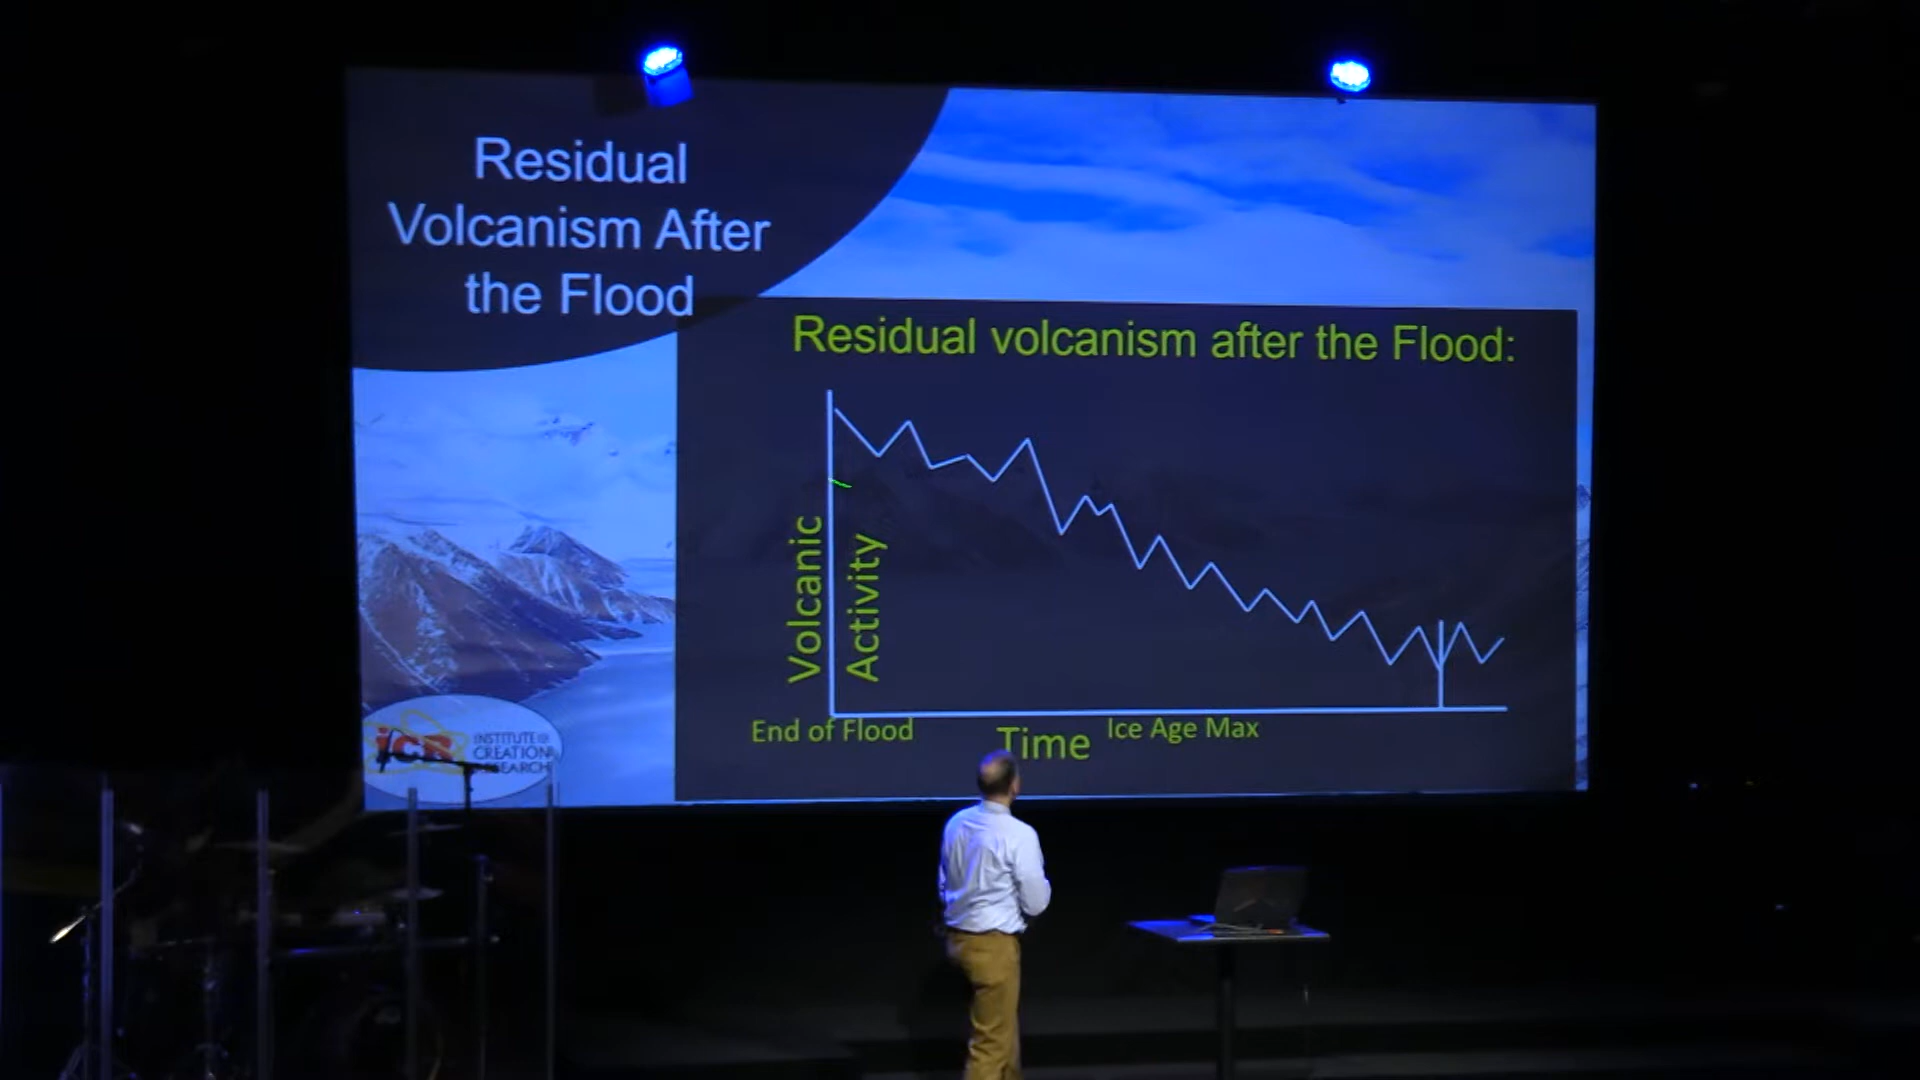 Residual
Volcanism After
the Flood
Residual volcanism after the Flood:
Volcanic
Activity
End of Flood
Time
Ice Age Max
ICR
INSTITUTE
CREATION
RESEARCH